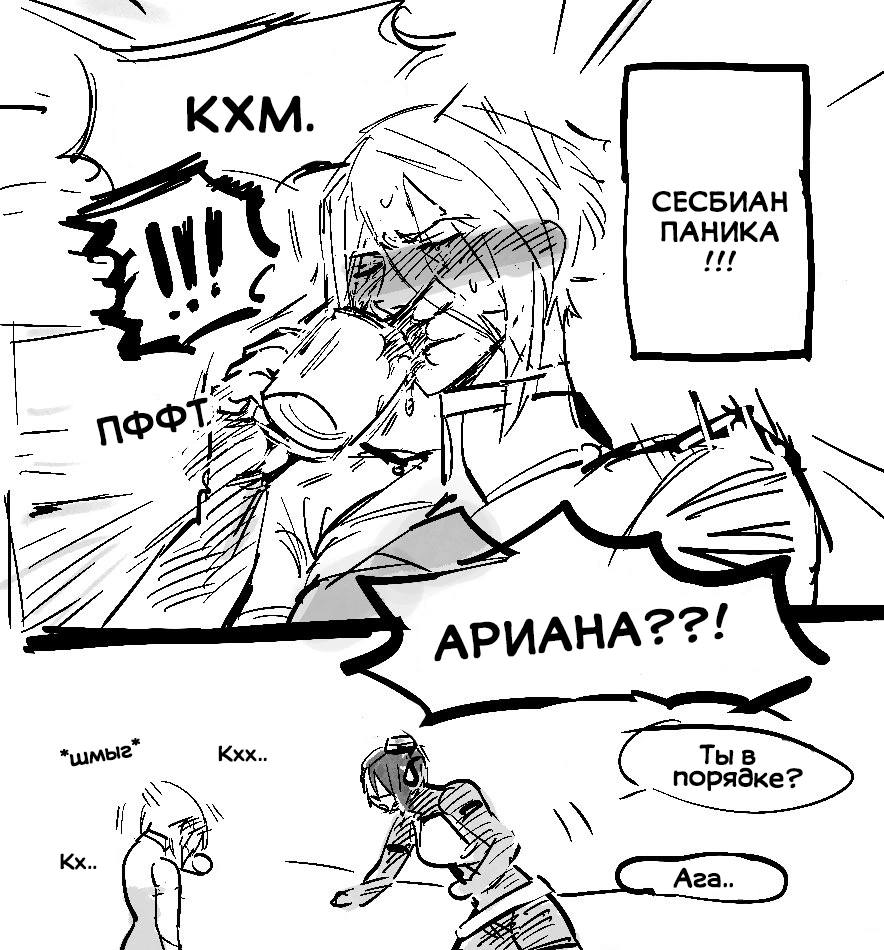 КХМ.
!!!
СЕСБИАН
ПАНИКА
!!!
ПФФТ
АРИАНА??!
*шмыг*
Кхх..
Ты в
порядке?
Кх..
Ага..